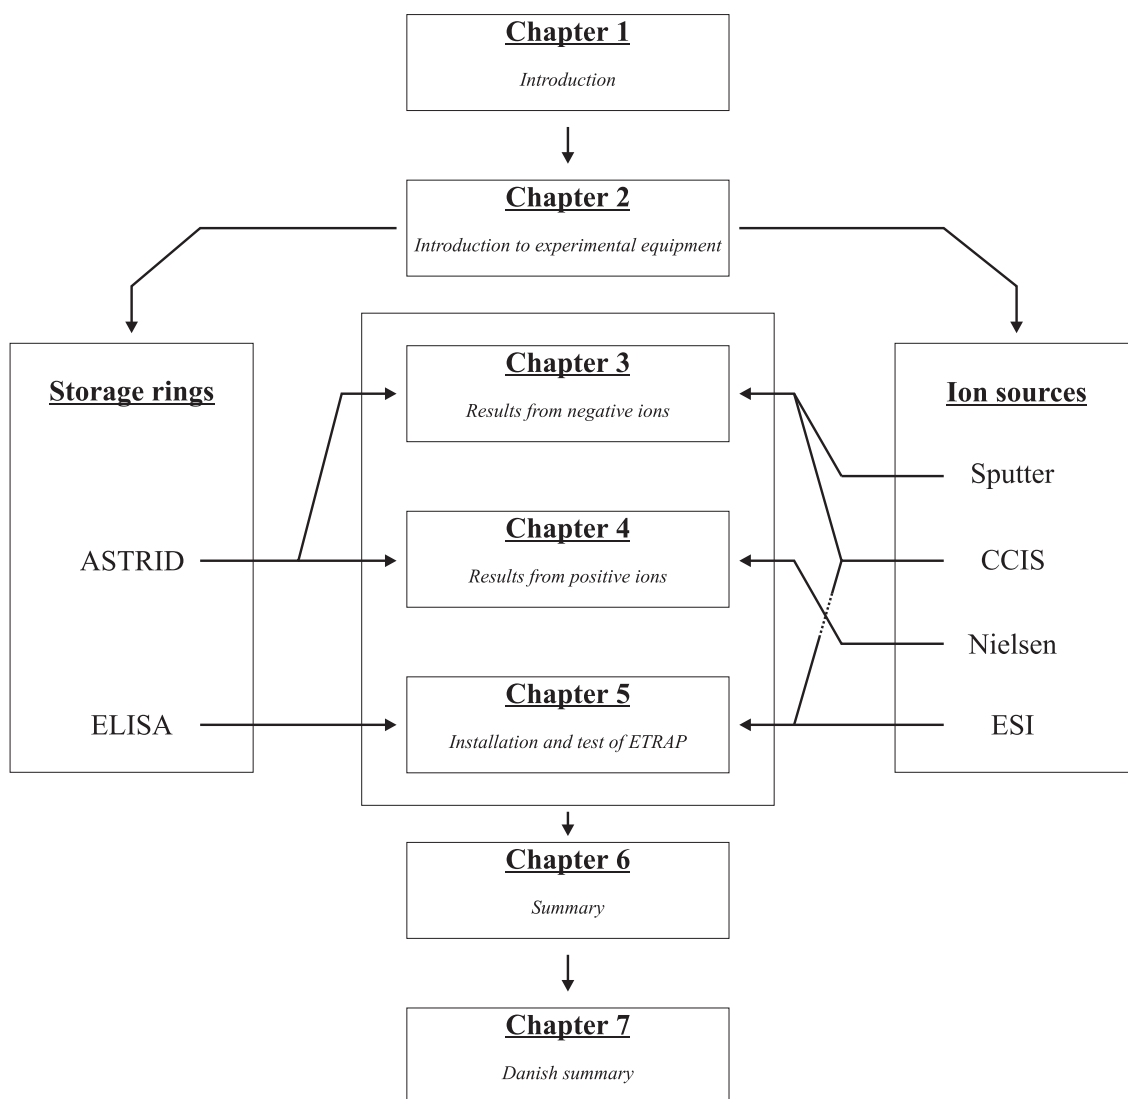 Chapter 1
Introduction
Chapter 2
Introduction to experimental equipment
Storage rings
ASTRID
ELISA
Chapter 3
Results from negative ions
Chapter 4
Results from positive ions
Chapter 5
Installation and test of ETRAP
Ion sources
Sputter
CCIS
Nielsen
ESI
Chapter 6
Summary
Chapter 7
Danish summary